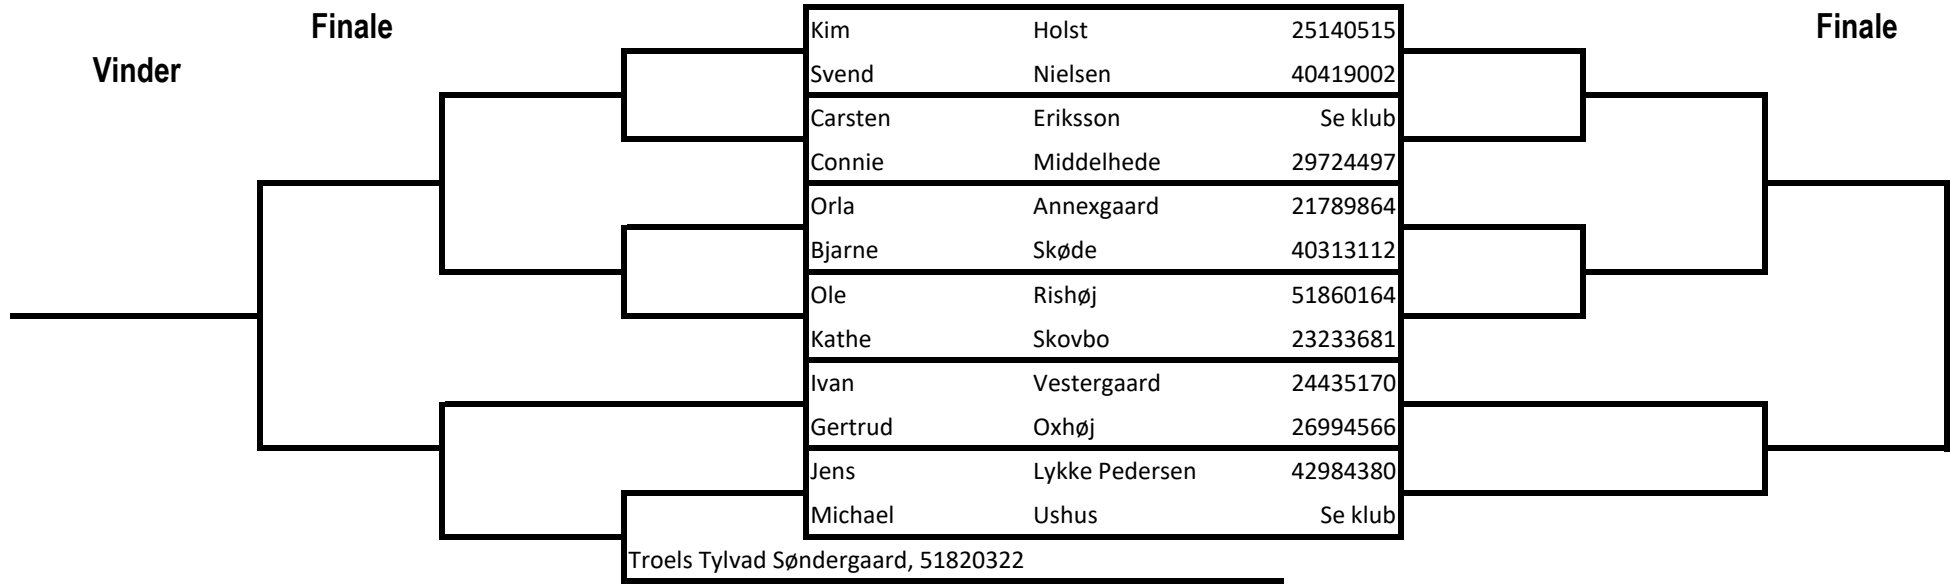 Finale
Vinder
Kim Holst 25140515
Svend Nielsen 40419002
Carsten Eriksson Se klub
Connie Middelhede 29724497
Orla Annexgaard 21789864
Bjarne Skøde 40313112
Ole Rishøj 51860164
Kathe Skovbo 23233681
Ivan Vestergaard 24435170
Gertrud Oxhøj 26994566
Jens Lykke Pedersen 42984380
Michael Ushus Se klub
Troels Tylvad Søndergaard, 51820322
Finale